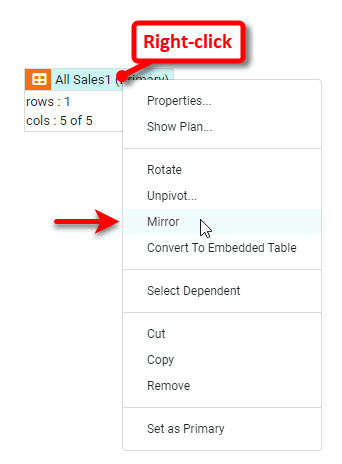 Right-click
All Sales1 (Primary)
rows : 1
cols : 5 of 5
Properties...
Show Plan...
Rotate
Unpivot...
Mirror
Convert To Embedded Table
Select Dependent
Cut
Copy
Remove
Set as Primary